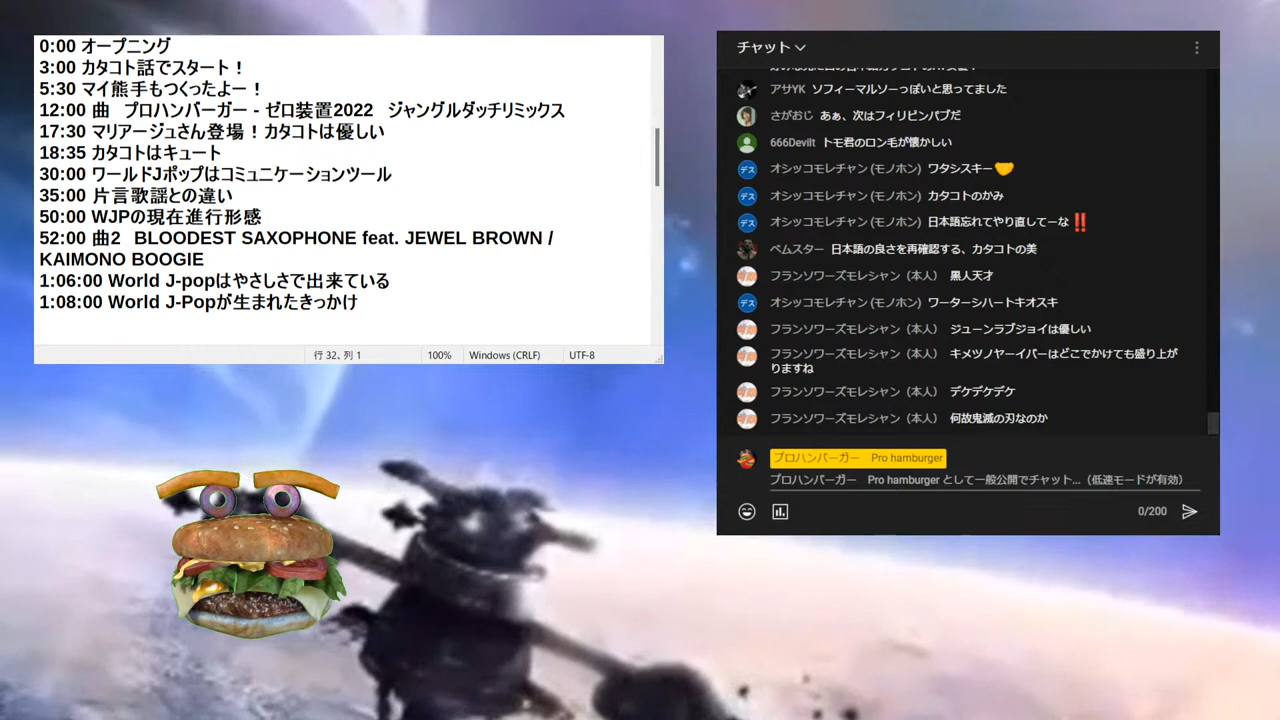 0:00 オープニング
3:00 カタコト話でスタート！
5:30 マイ熊手もつくったよー！
12:00 曲　プロハンバーガー - ゼロ装置2022　ジャングルダッチリミックス
17:30 マリアージュさん登場！カタコトは優しい
18:35 カタコトはキュート
30:00 ワールドJポップはコミュニケーションツール
35:00 片言歌謡との違い
50:00 WJPの現在進行形感
52:00 曲2　BLOODEST SAXOPHONE feat. JEWEL BROWN /
KAIMONO BOOGIE
1:06:00 World J-popはやさしさで出来ている
1:08:00 World J-Popが生まれたきっかけ
行 32、列 1
100%
Windows (CRLF)
UTF-8
チャット
アサYK ソフィーマルソーっぽいと思ってました
さがおじ あぁ、次はフィリピンパブだ
666Devilt トモ君のロン毛が懐かしい
デス オシッコモレチャン (モノホン) ワタシスキー🤝
デス オシッコモレチャン (モノホン) カタコトのかみ
デス オシッコモレチャン (モノホン) 日本語忘れてやり直してーな‼️
ベムスター 日本語の良さを再確認する、カタコトの美
フランソワーズモレシャン（本人） 黒人天才
デス オシッコモレチャン (モノホン) ワーターシハートキオスキ
フランソワーズモレシャン（本人） ジューンラブジョイは優しい
フランソワーズモレシャン（本人） キメツノヤーイバーはどこでかけても盛り上が
りますね
フランソワーズモレシャン（本人） デケデケデケ
フランソワーズモレシャン（本人） 何故鬼滅の刃なのか
プロハンバーガー　Pro hamburger
プロハンバーガー　Pro hamburger として一般公開でチャット...（低速モードが有効）
0/200